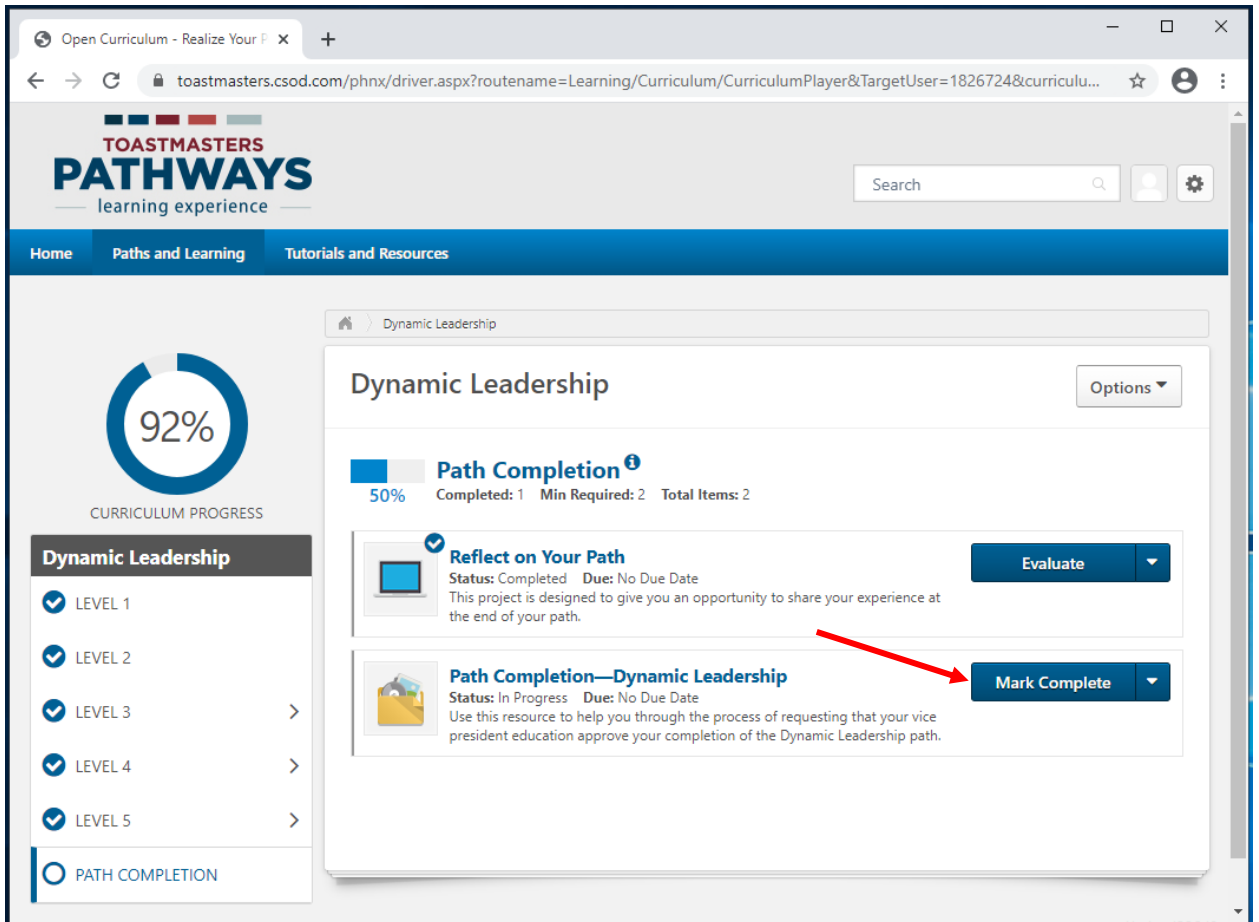 Open Curriculum - Realize Your P
toastmasters.csod.com/phnx/driver.aspx?routename=Learning/Curriculum/CurriculumPlayer&TargetUser=1826724&curriculu...
TOASTMASTERS
PATHWAYS
learning experience
Search
Home Paths and Learning Tutorials and Resources
Dynamic Leadership
92%
CURRICULUM PROGRESS
Dynamic Leadership
LEVEL 1
LEVEL 2
LEVEL 3
LEVEL 4
LEVEL 5
PATH COMPLETION
Dynamic Leadership
Options
Path Completion
50%
Completed: 1 Min Required: 2 Total Items: 2
Reflect on Your Path
Status: Completed Due: No Due Date
This project is designed to give you an opportunity to share your experience at
the end of your path.
Evaluate
Path Completion—Dynamic Leadership
Status: In Progress Due: No Due Date
Use this resource to help you through the process of requesting that your vice
president education approve your completion of the Dynamic Leadership path.
Mark Complete